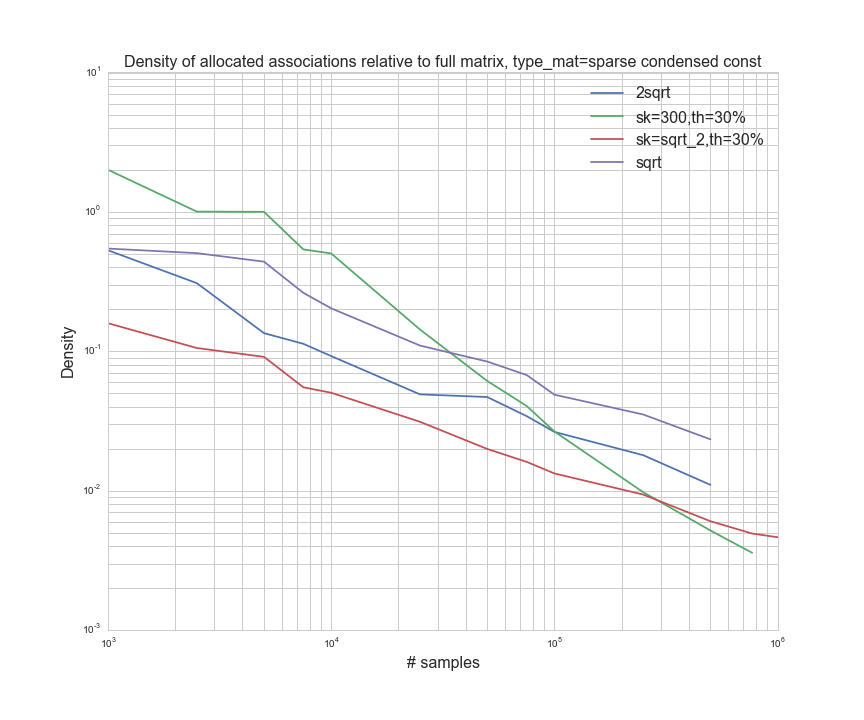 Density of allocated associations relative to full matrix, type_mat=sparse condensed const
2sqrt
sk=300,th=30%
sk=sqrt_2,th=30%
sqrt
10^1
10^0
10^-1
10^-2
10^-3
Density
10^3 10^4 10^5 10^6
# samples